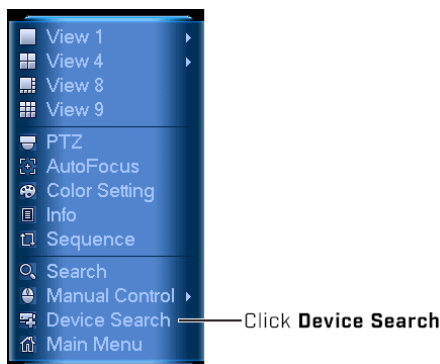 View 1
View 4
View 8
View 9
PTZ
AutoFocus
Color Setting
Info
Sequence
Search
Manual Control
Device Search Click Device Search
Main Menu